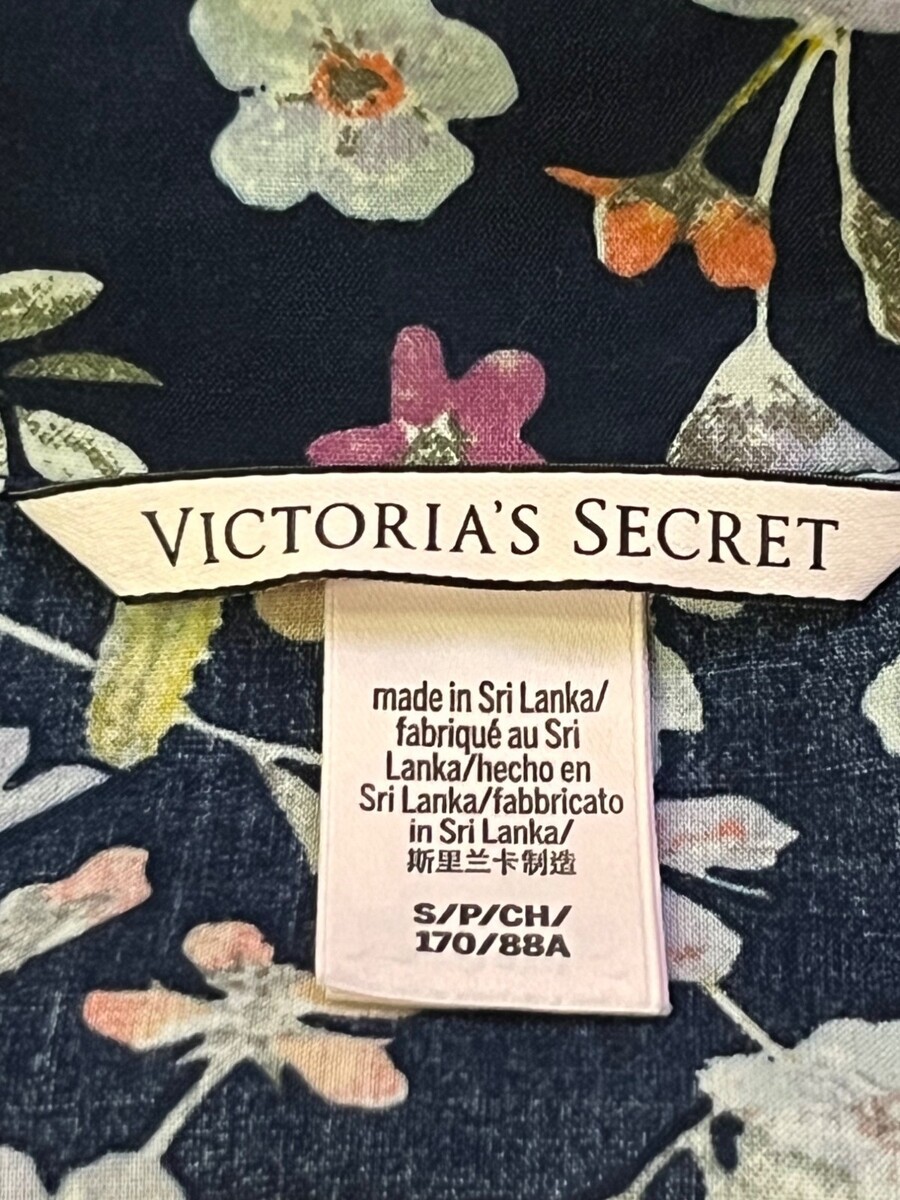 VICTORIA'S SECRET
made in Sri Lanka/
fabriqué au Sri
Lanka/hecho en
Sri Lanka/fabbricato
in Sri Lanka/
斯里兰卡制造
S/P/CH/
170/88A